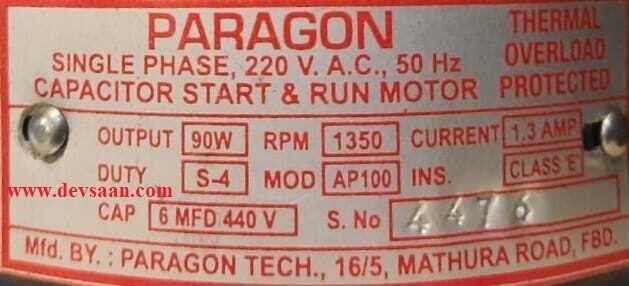 PARAGON
SINGLE PHASE, 220 V. A.C., 50 Hz
CAPACITOR START & RUN MOTOR
THERMAL
OVERLOAD
PROTECTED
OUTPUT 90W RPM 1350 CURRENT 1.3 AMP
DUTY S-4 MOD AP100 INS. CLASS 'E'
www.devsaan.com
CAP 6 MFD 440 V S. No 4476
Mfd. BY. : PARAGON TECH., 16/5, MATHURA ROAD, FBD.